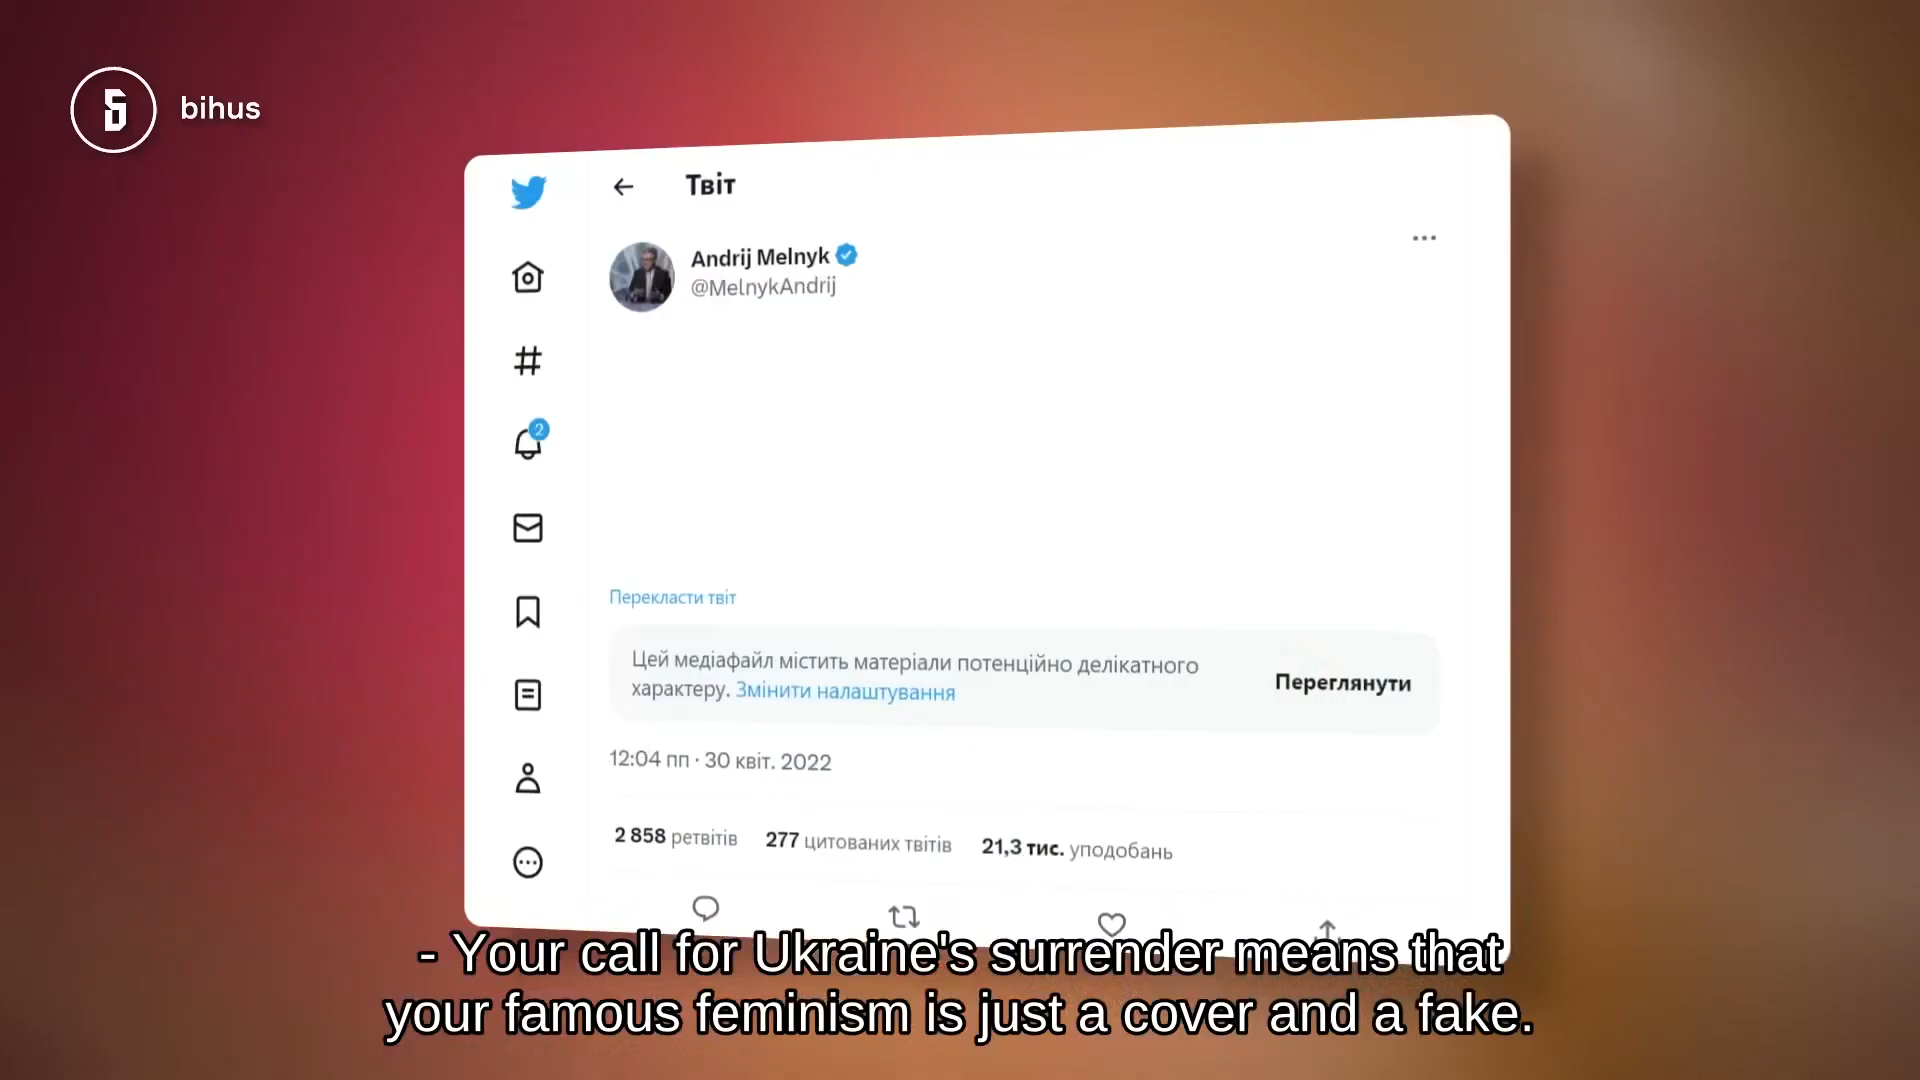 bihus
Твіт
Andrij Melnyk
@MelnykAndrij
2
Перекласти твіт
Цей медіафайл містить матеріали потенційно делікатного
характеру. Змінити налаштування
Переглянути
12:04 пп · 30 квіт. 2022
2 858 ретвітів 277 цитованих твітів 21,3 тис. уподобань
- Your call for Ukraine's surrender means that
your famous feminism is just a cover and a fake.